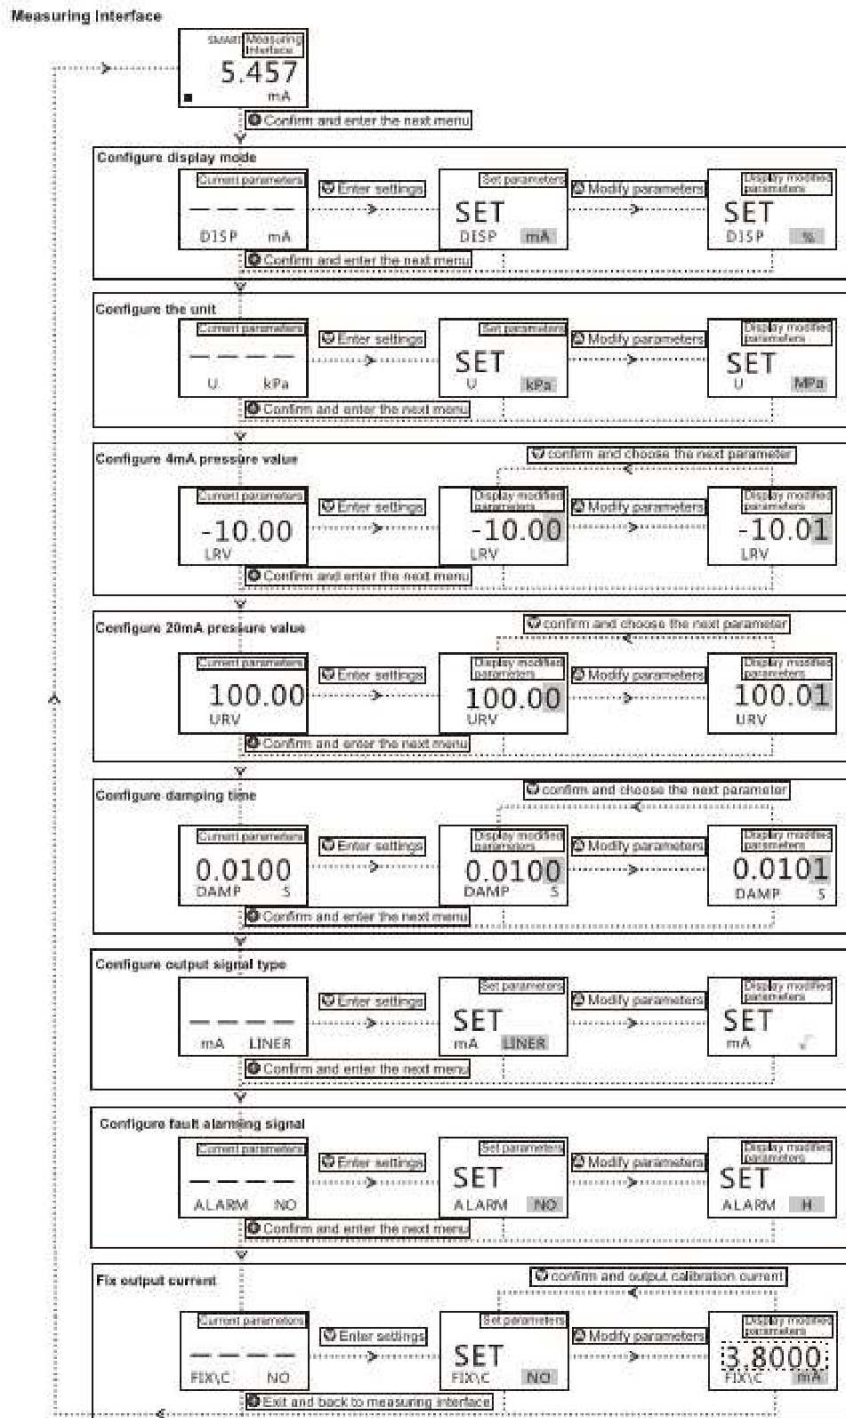 Measuring Interface
SMART Measuring Interface
5.457
mA
Confirm and enter the next menu
Configure display mode
Current parameters
— — — —
DISP mA
Enter settings
Set parameters
SET
DISP mA
Modify parameters
Display modified parameters
SET
DISP %
Confirm and enter the next menu
Configure the unit
Current parameters
— — — —
U kPa
Enter settings
Set parameters
SET
U kPa
Modify parameters
Display modified parameters
SET
U MPa
Confirm and enter the next menu
Configure 4mA pressure value
confirm and choose the next parameter
Current parameters
-10.00
LRV
Enter settings
Display modified parameters
-10.00
LRV
Modify parameters
Display modified parameters
-10.01
LRV
Confirm and enter the next menu
Configure 20mA pressure value
confirm and choose the next parameter
Current parameters
100.00
URV
Enter settings
Display modified parameters
100.00
URV
Modify parameters
Display modified parameters
100.01
URV
Confirm and enter the next menu
Configure damping time
confirm and choose the next parameter
Current parameters
0.0100
DAMP S
Enter settings
Display modified parameters
0.0100
DAMP S
Modify parameters
Display modified parameters
0.0101
DAMP S
Confirm and enter the next menu
Configure output signal type
— — — —
mA LINER
Enter settings
Set parameters
SET
mA LINER
Modify parameters
Display modified parameters
SET
mA √
Confirm and enter the next menu
Configure fault alarming signal
Current parameters
— — — —
ALARM NO
Enter settings
Set parameters
SET
ALARM NO
Modify parameters
Display modified parameters
SET
ALARM H
Confirm and enter the next menu
Fix output current
confirm and output calibration current
Current parameters
— — — —
FIX\C NO
Enter settings
Set parameters
SET
FIX\C NO
Modify parameters
Display modified parameters
3.8000
FIX\C mA
Exit and back to measuring interface